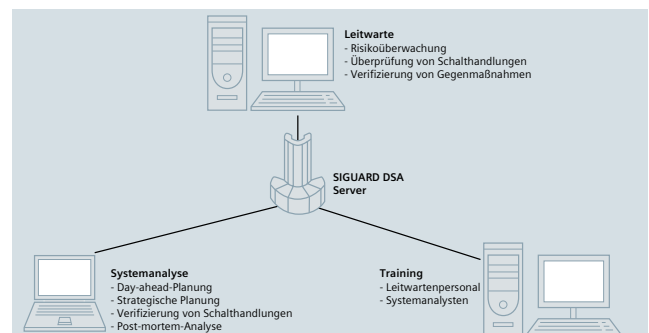 Leitwarte
- Risikoüberwachung
- Überprüfung von Schalthandlungen
- Verifizierung von Gegenmaßnahmen
SIGUARD DSA
Server
Systemanalyse
- Day-ahead-Planung
- Strategische Planung
- Verifizierung von Schalthandlungen
- Post-mortem-Analyse
Training
- Leitwartenpersonal
- Systemanalysten